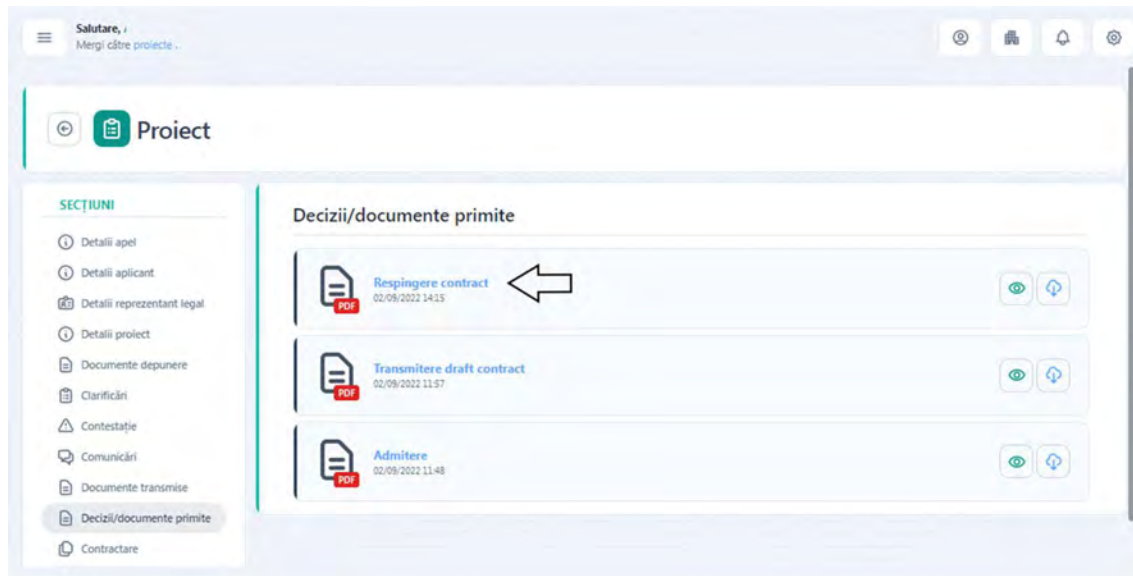 Salutare,
Mergi către proiecte
Proiect
SECȚIUNI
Detalii apel
Detalii aplicant
Detalii reprezentant legal
Detalii proiect
Documente depunere
Clarificări
Contestație
Comunicări
Documente transmise
Decizii/documente primite
Contractare
Decizii/documente primite
Respingere contract
02/09/2022 14:15
PDF
Transmitere draft contract
02/09/2022 11:57
PDF
Admitere
02/09/2022 11:48
PDF